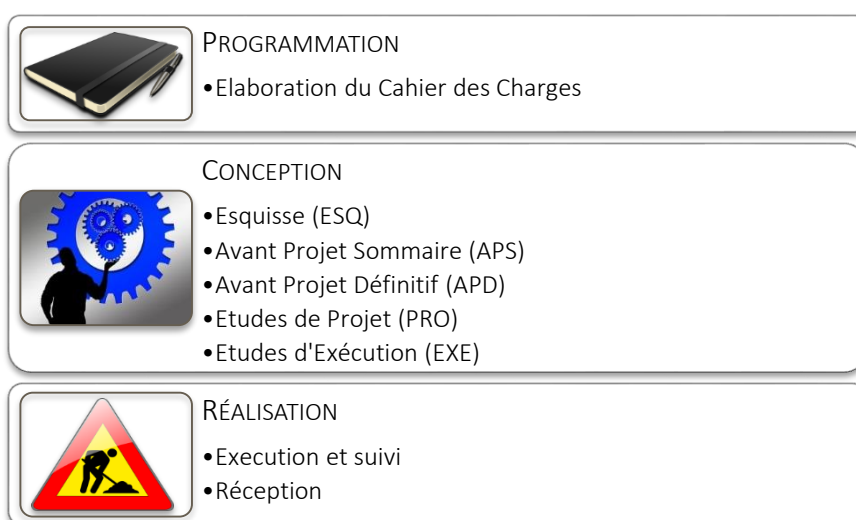 PROGRAMMATION
•Elaboration du Cahier des Charges
CONCEPTION
•Esquisse (ESQ)
•Avant Projet Sommaire (APS)
•Avant Projet Définitif (APD)
•Etudes de Projet (PRO)
•Etudes d'Exécution (EXE)
RÉALISATION
•Execution et suivi
•Réception